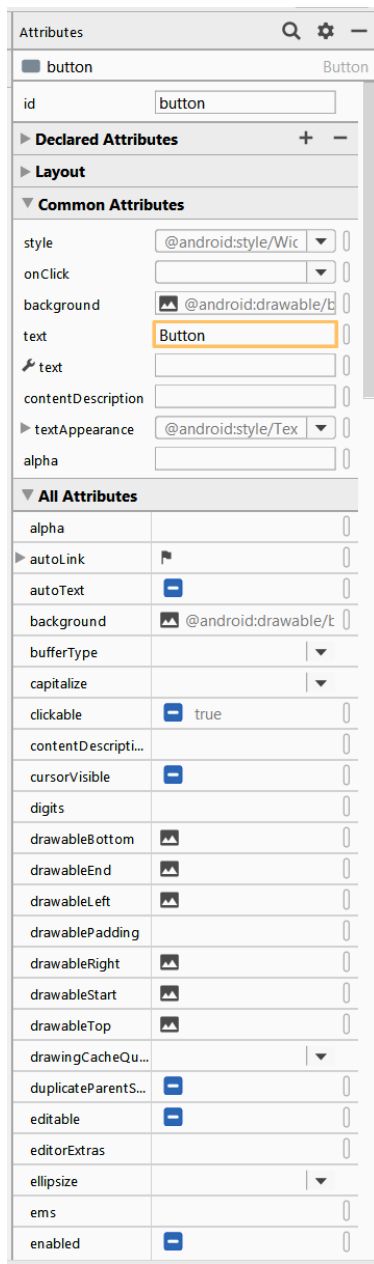 Attributes
button Button
id button
Declared Attributes
Layout
Common Attributes
style @android:style/Wic
onClick
background @android:drawable/b
text Button
text
contentDescription
textAppearance @android:style/Tex
alpha
All Attributes
alpha
autoLink
autoText
background @android:drawable/b
bufferType
capitalize
clickable true
contentDescripti...
cursorVisible
digits
drawableBottom
drawableEnd
drawableLeft
drawablePadding
drawableRight
drawableStart
drawableTop
drawingCacheQu...
duplicateParentS...
editable
editorExtras
ellipsize
ems
enabled